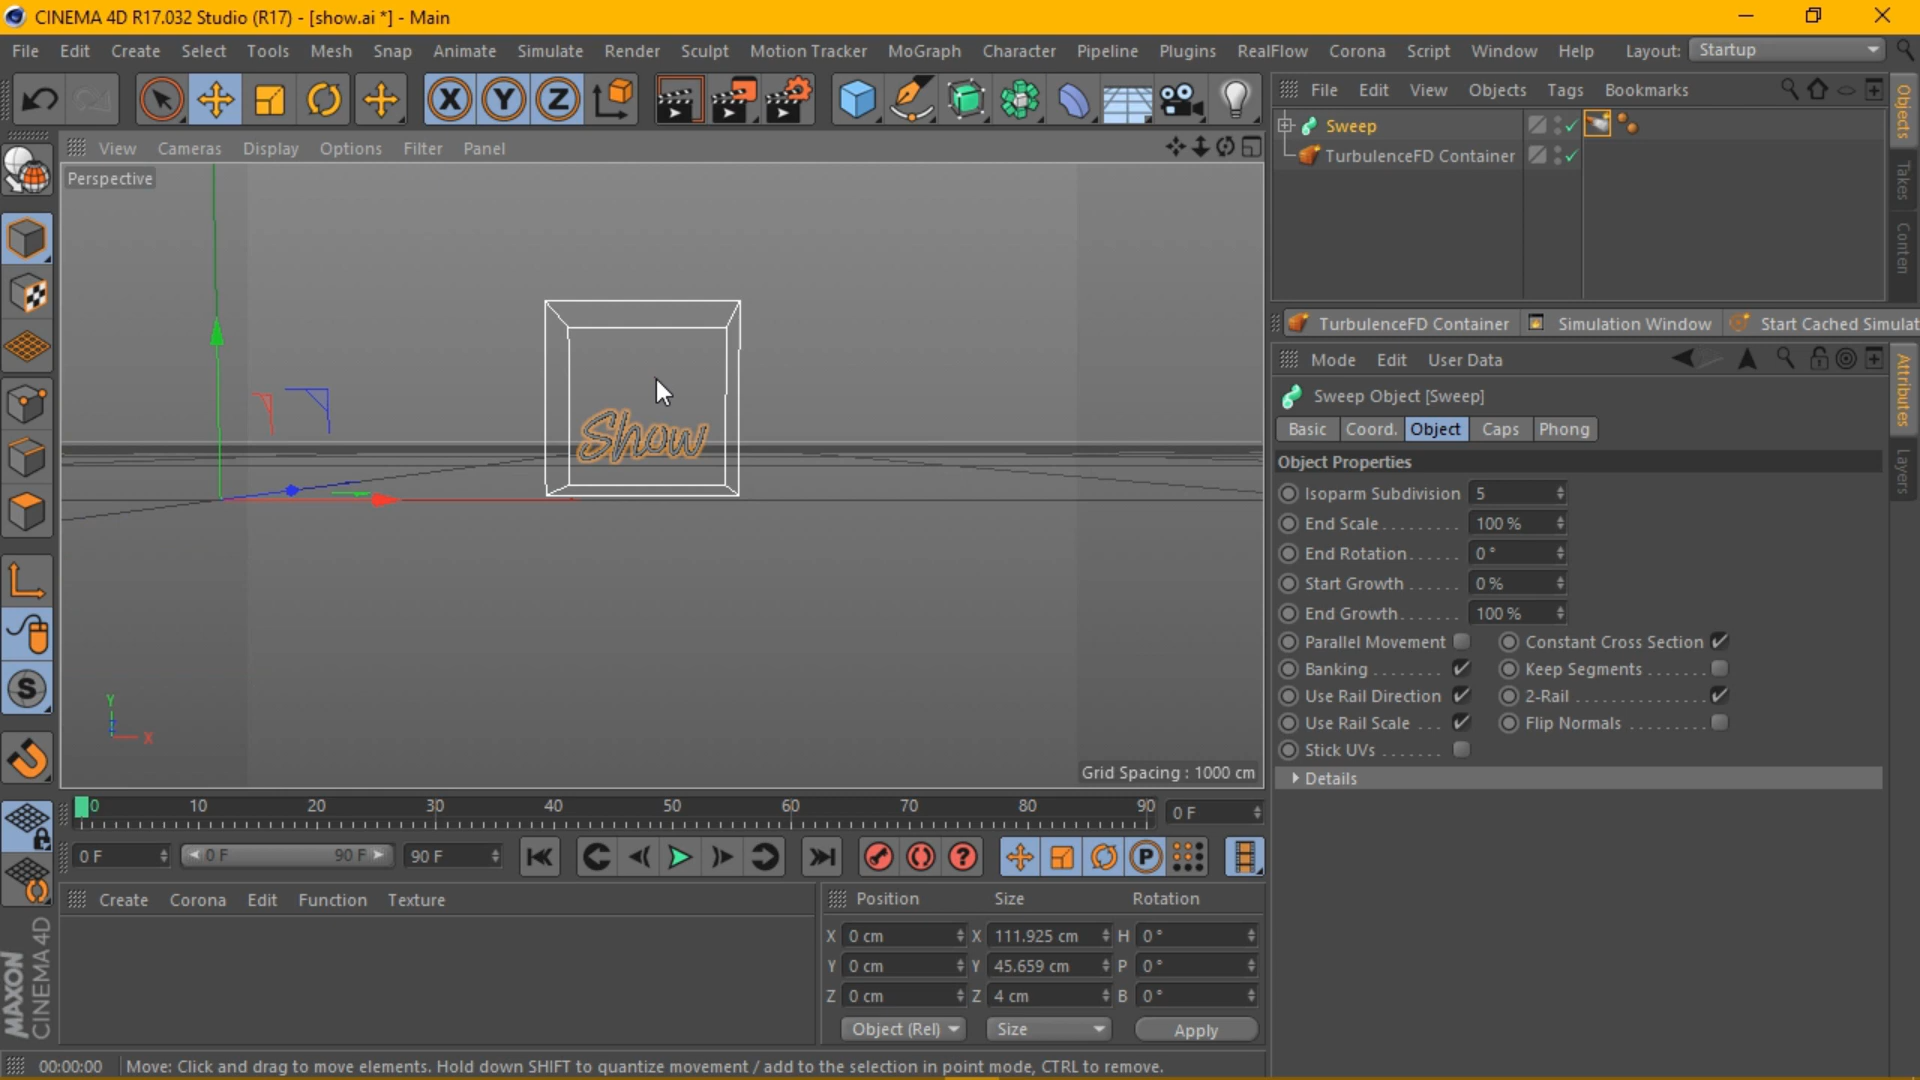 CINEMA 4D R17.032 Studio (R17) - [show.ai *] - Main
File Edit Create Select Tools Mesh Snap Animate Simulate Render Sculpt Motion Tracker MoGraph Character Pipeline Plugins RealFlow Corona Script Window Help Layout: Startup
X Y Z
File Edit View Objects Tags Bookmarks
Objects
Takes
Conten
Sweep
TurbulenceFD Container
View Cameras Display Options Filter Panel
Perspective
Show
Y
X
Grid Spacing : 1000 cm
TurbulenceFD Container Simulation Window Start Cached Simulat
Mode Edit User Data
Attributes
Layers
Sweep Object [Sweep]
Basic Coord. Object Caps Phong
Object Properties
Isoparm Subdivision 5
End Scale........ 100 %
End Rotation...... 0 °
Start Growth...... 0 %
End Growth....... 100 %
Parallel Movement Constant Cross Section
Banking........ Keep Segments......
Use Rail Direction 2-Rail............
Use Rail Scale... Flip Normals........
Stick UVs.......
Details
0 10 20 30 40 50 60 70 80 90 0 F
0 F 0 F 90 F 90 F
P
Create Corona Edit Function Texture
Position Size Rotation
X 0 cm X 111.925 cm H 0 °
Y 0 cm Y 45.659 cm P 0 °
Z 0 cm Z 4 cm B 0 °
Object (Rel) Size Apply
MAXON
CINEMA 4D
00:00:00 Move: Click and drag to move elements. Hold down SHIFT to quantize movement / add to the selection in point mode, CTRL to remove.